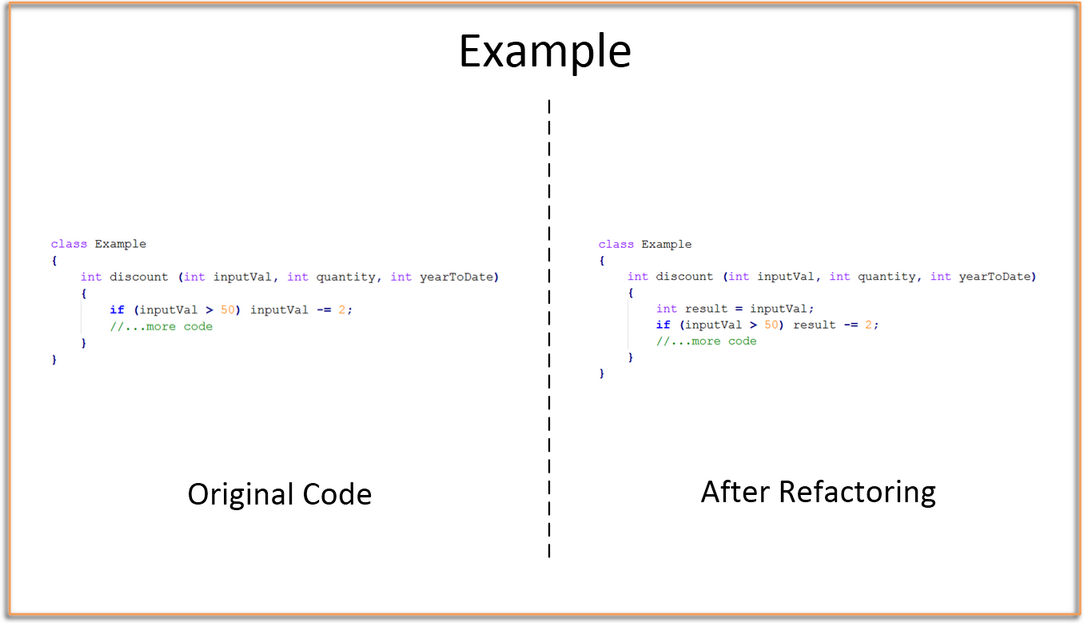 Example
class Example
{
int discount (int inputVal, int quantity, int yearToDate)
{
if (inputVal > 50) inputVal -= 2;
//...more code
}
}
Original Code
class Example
{
int discount (int inputVal, int quantity, int yearToDate)
{
int result = inputVal;
if (inputVal > 50) result -= 2;
//...more code
}
}
After Refactoring